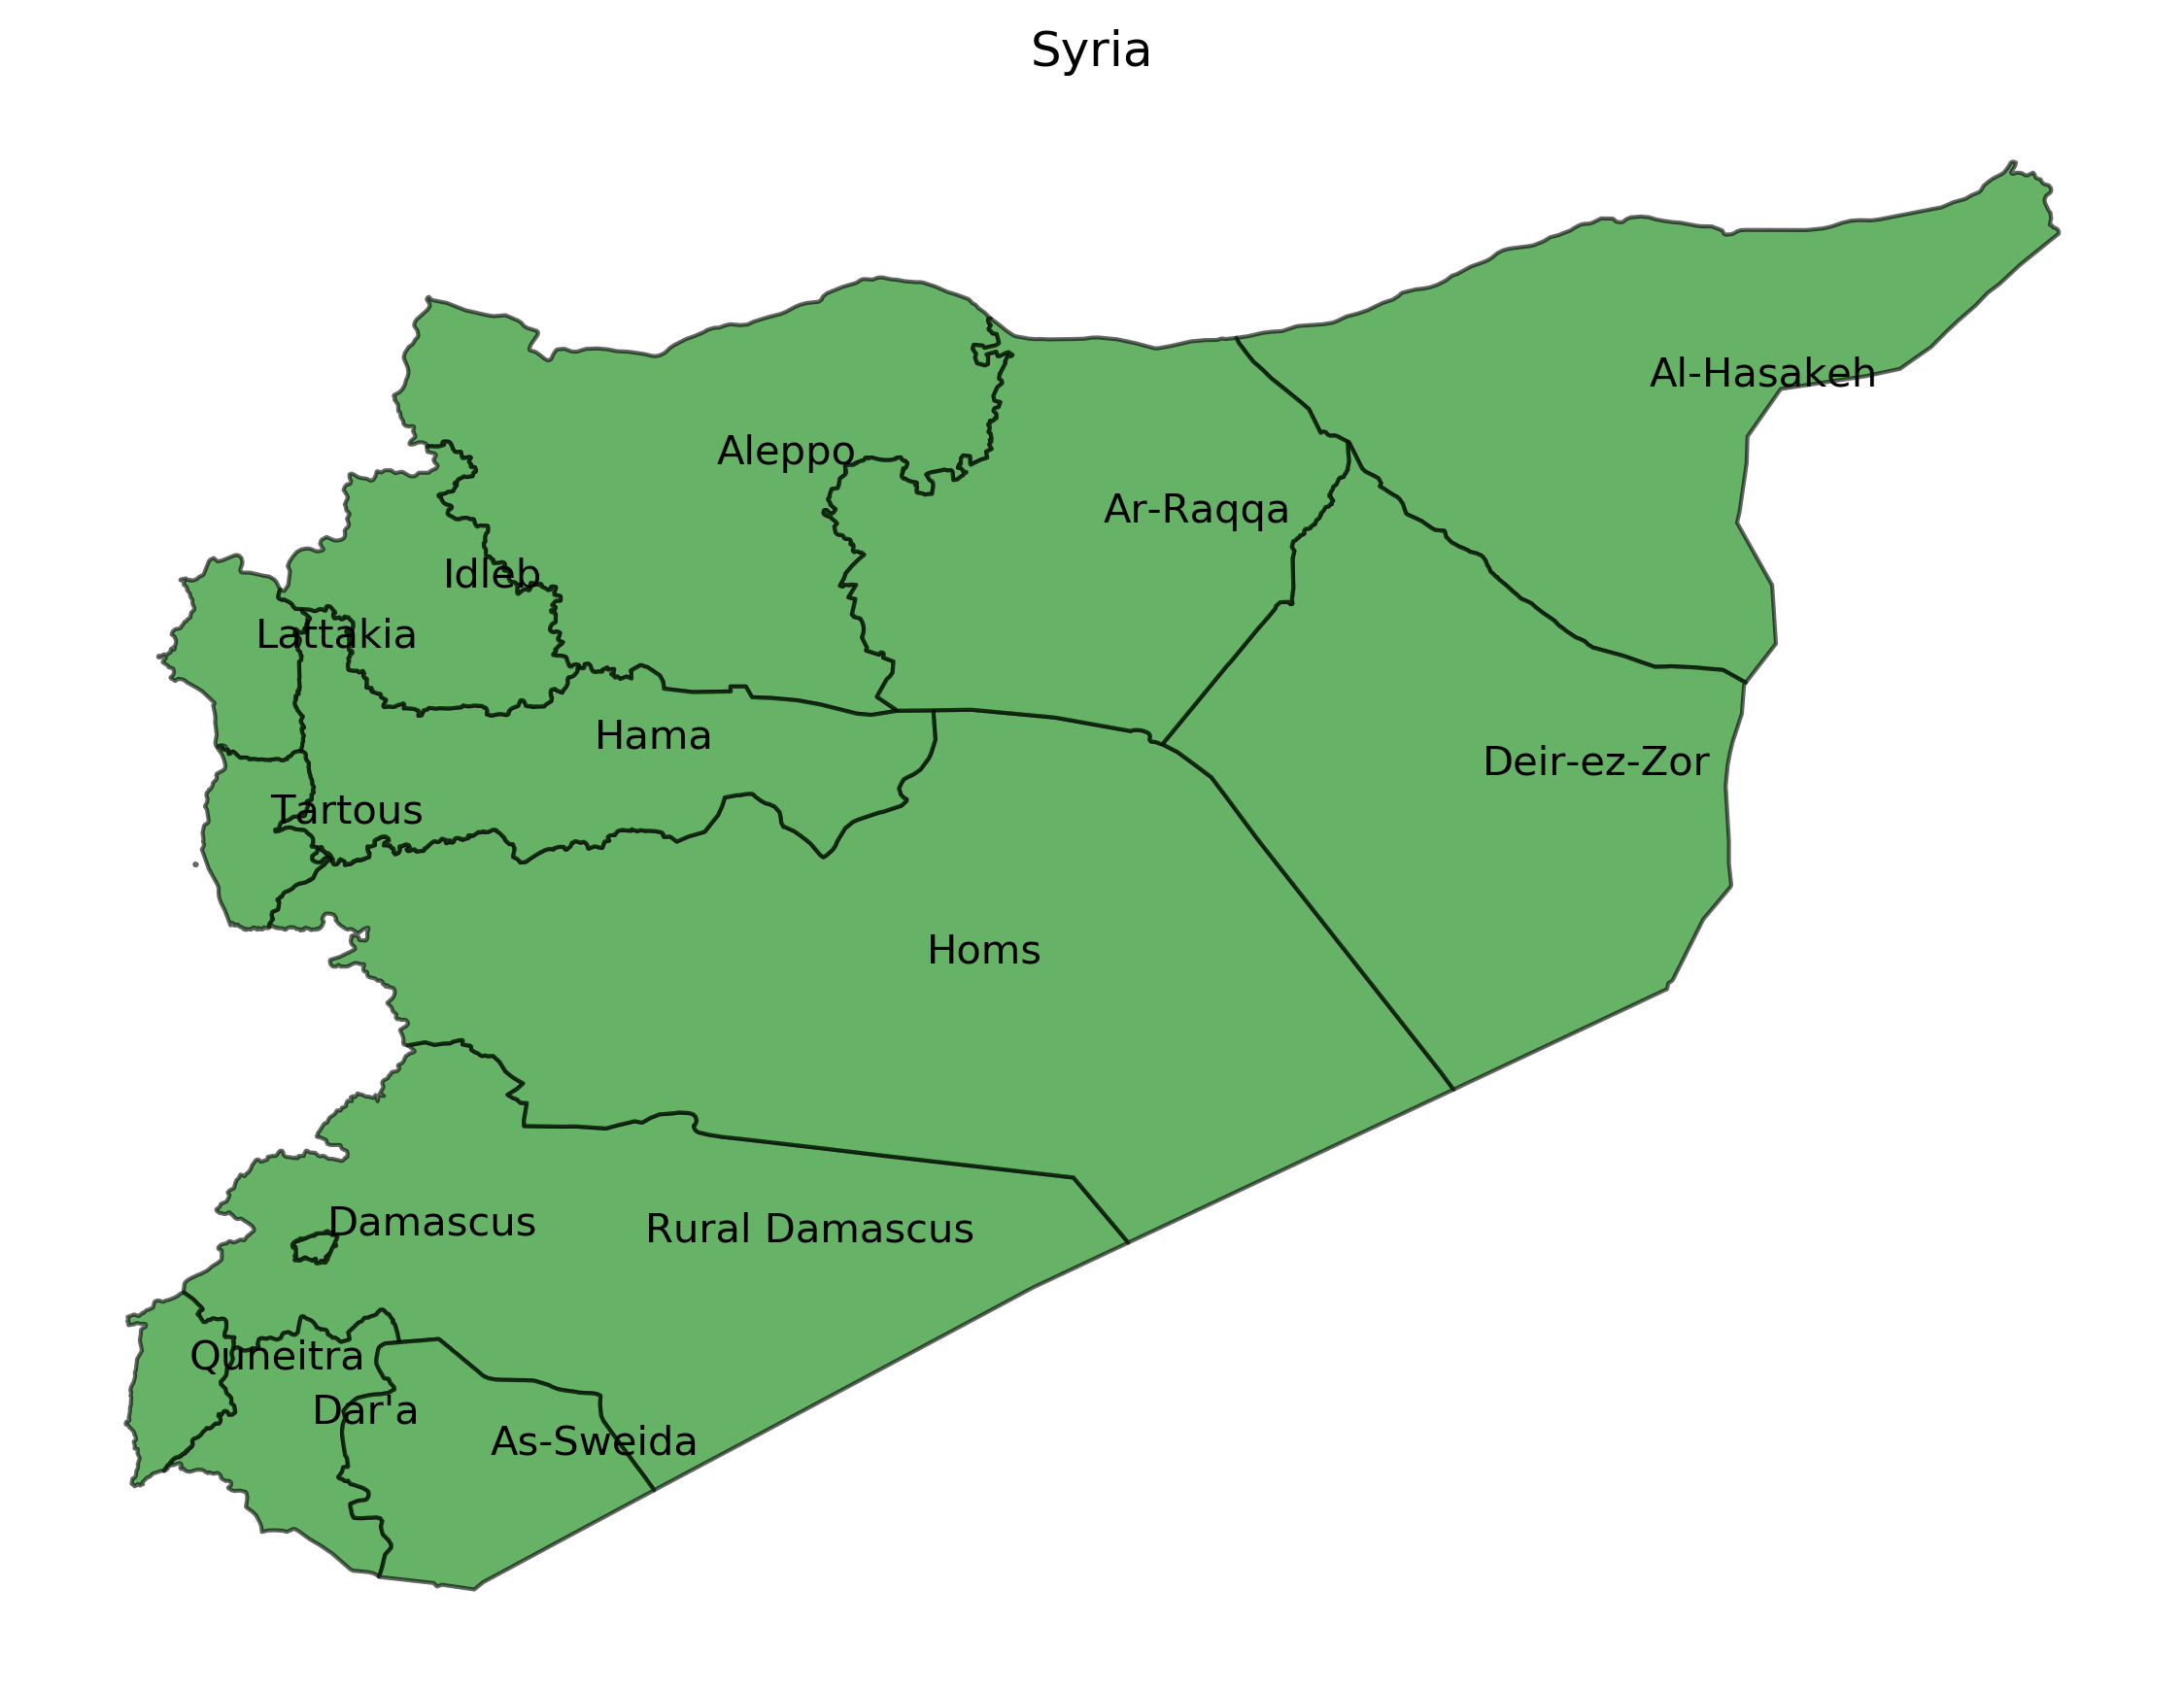 Syria
Al-Hasakeh
Aleppo
Ar-Raqqa
Idleb
Lattakia
Hama
Deir-ez-Zor
Tartous
Homs
Damascus
Rural Damascus
Quneitra
Dar'a
As-Sweida